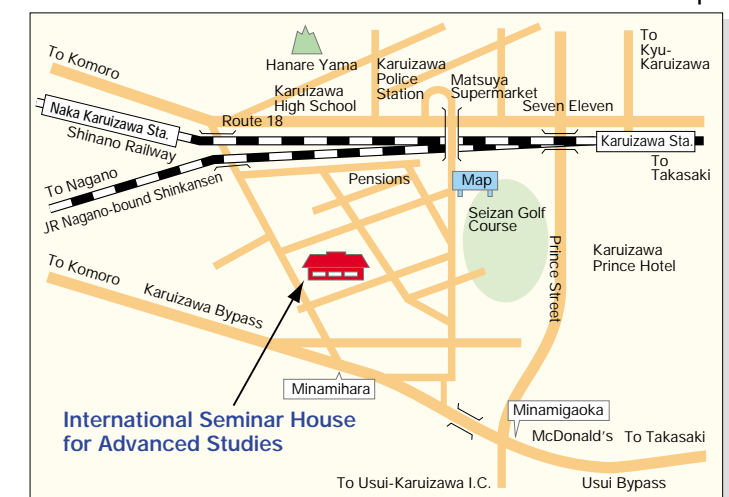 To Komoro
Hanare Yama
Karuizawa
High School
Karuizawa
Police
Station
Matsuya
Supermarket
To
Kyu-
Karuizawa
Seven Eleven
Route 18
Naka Karuizawa Sta.
Shinano Railway
Karuizawa Sta.
To
Takasaki
To Nagano
JR Nagano-bound Shinkansen
Pensions
Map
Seizan Golf
Course
Prince Street
Karuizawa
Prince Hotel
To Komoro
Karuizawa Bypass
Minamihara
International Seminar House
for Advanced Studies
Minamigaoka
McDonald's
To Takasaki
To Usui-Karuizawa I.C.
Usui Bypass